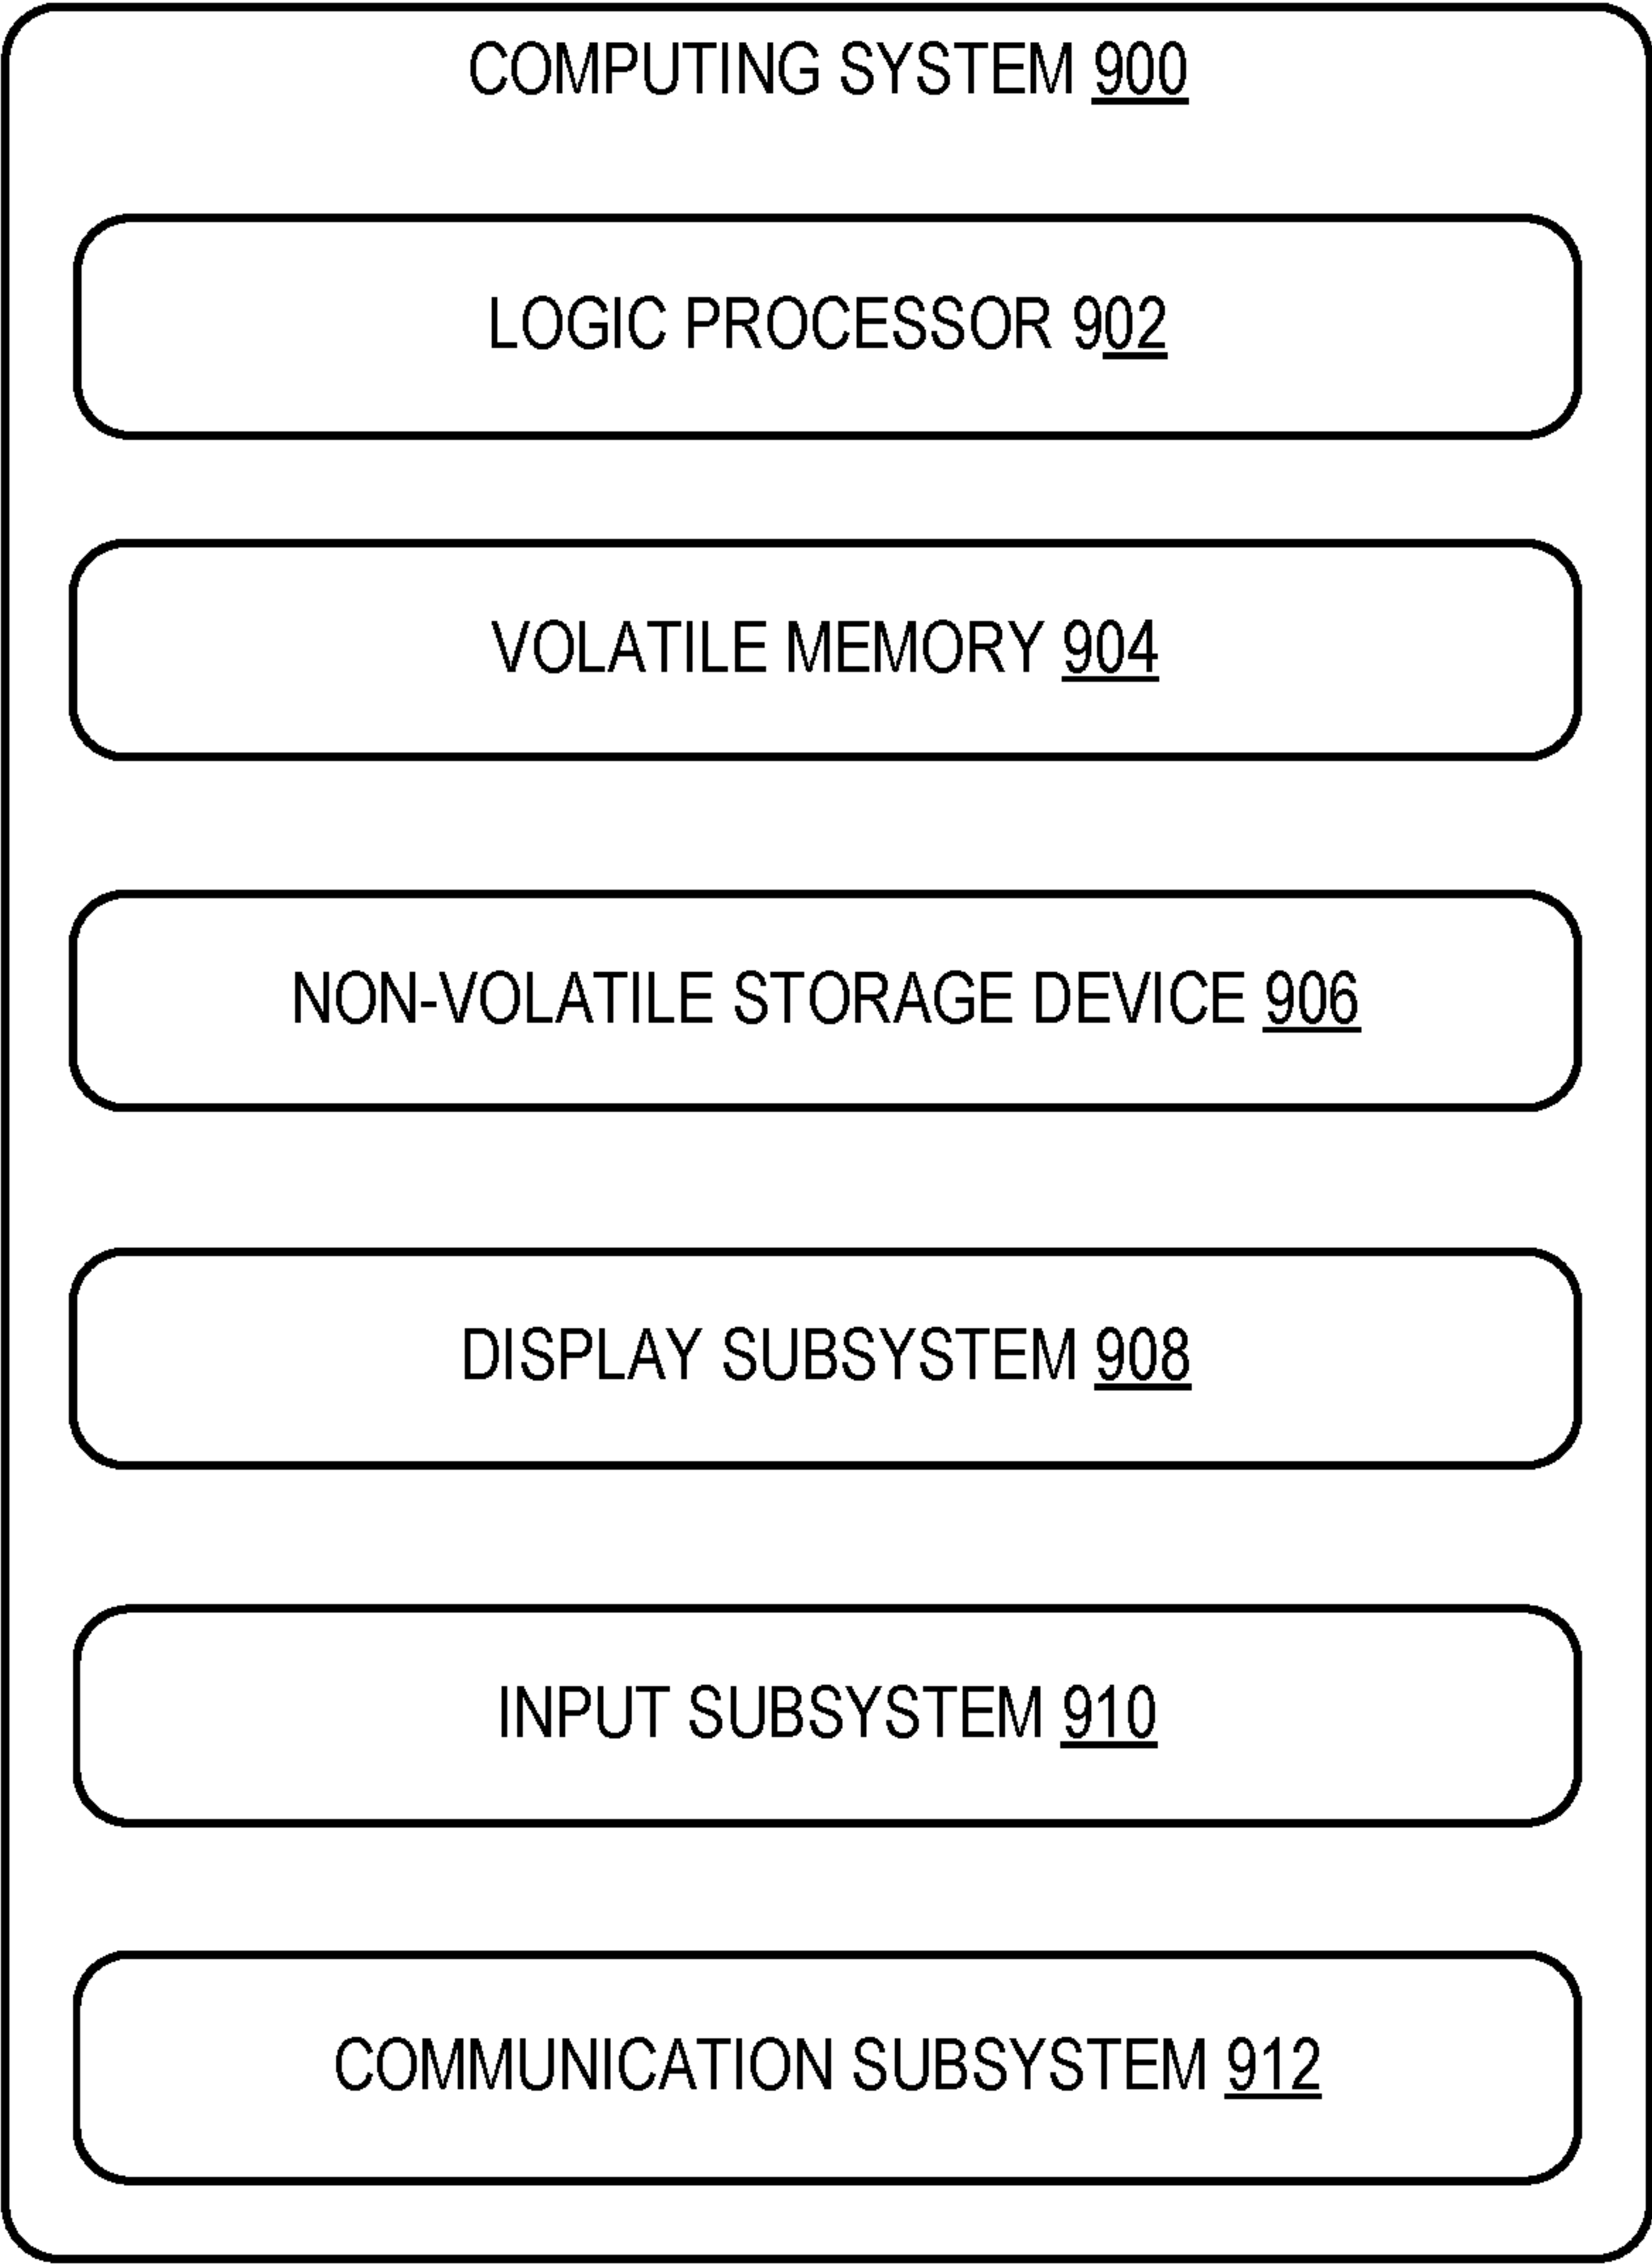 COMPUTING SYSTEM 900
LOGIC PROCESSOR 902
VOLATILE MEMORY 904
NON-VOLATILE STORAGE DEVICE 906
DISPLAY SUBSYSTEM 908
INPUT SUBSYSTEM 910
COMMUNICATION SUBSYSTEM 912